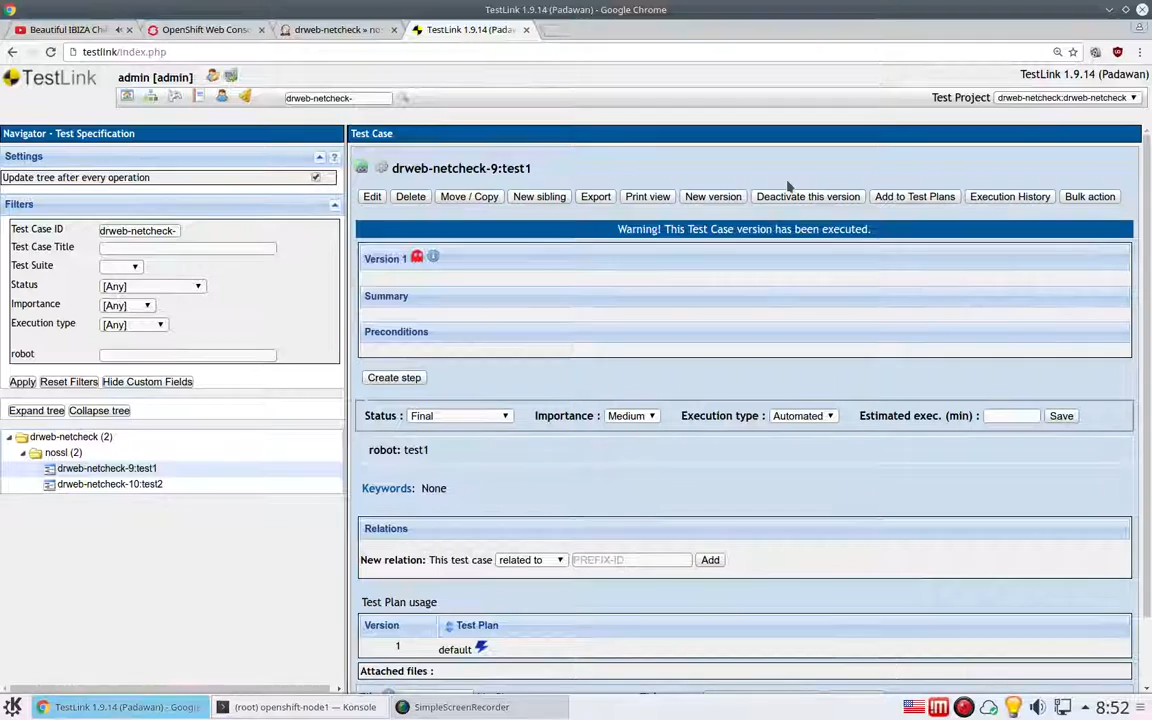 TestLink 1.9.14 (Padawan) - Google Chrome
Beautiful IBIZA Ch
OpenShift Web Cons
drweb-netcheck » no
TestLink 1.9.14 (Pada
testlink/index.php
TestLink
admin [admin]
TestLink 1.9.14 (Padawan)
drweb-netcheck-
Test Project
drweb-netcheck:drweb-netcheck
Navigator - Test Specification
Settings
?
Update tree after every operation
Filters
Test Case ID
drweb-netcheck-
Test Case Title
Test Suite
Status
[Any]
Importance
[Any]
Execution type
[Any]
robot
Apply
Reset Filters
Hide Custom Fields
Expand tree
Collapse tree
drweb-netcheck (2)
nossl (2)
drweb-netcheck-9:test1
drweb-netcheck-10:test2
Test Case
drweb-netcheck-9:test1
Edit
Delete
Move / Copy
New sibling
Export
Print view
New version
Deactivate this version
Add to Test Plans
Execution History
Bulk action
Warning! This Test Case version has been executed.
Version 1
Summary
Preconditions
Create step
Status :
Final
Importance :
Medium
Execution type :
Automated
Estimated exec. (min) :
Save
robot: test1
Keywords: None
Relations
New relation: This test case
related to
PREFIX-ID
Add
Test Plan usage
Version
Test Plan
1
default
Attached files :
TestLink 1.9.14 (Padawan) - Goog
(root) openshift-node1 — Konsole
SimpleScreenRecorder
8:52